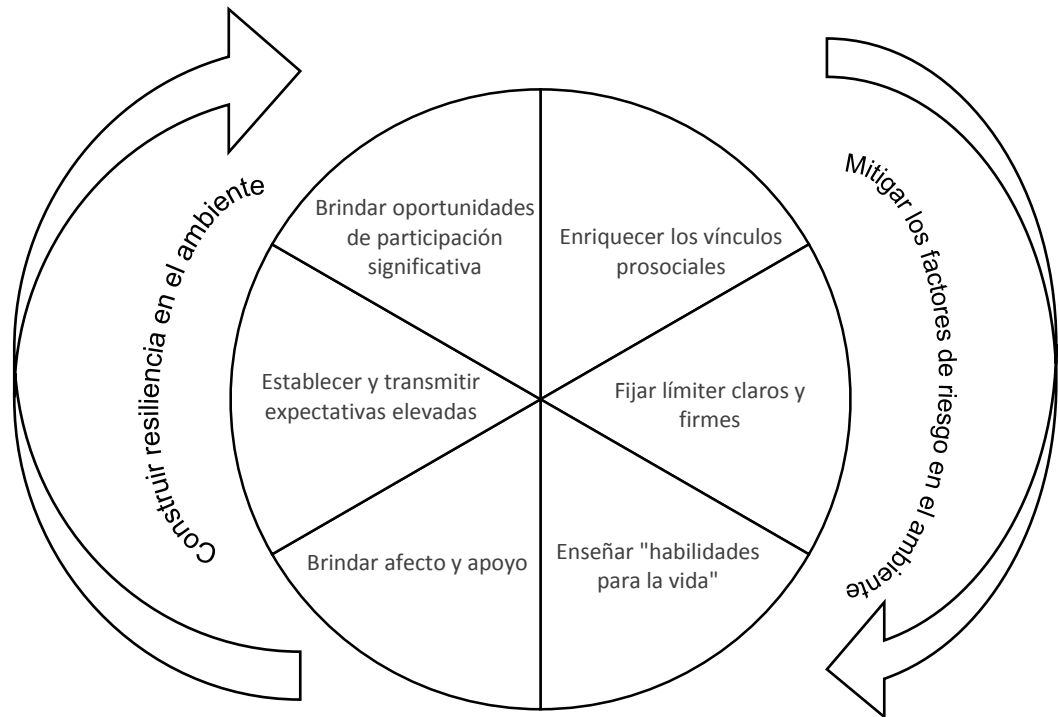 Construir resiliencia en el ambiente
Mitigar los factores de riesgo en el ambiente
Brindar oportunidades
de participación
significativa
Enriquecer los vínculos
prosociales
Establecer y transmitir
expectativas elevadas
Fijar límiter claros y
firmes
Brindar afecto y apoyo
Enseñar "habilidades
para la vida"